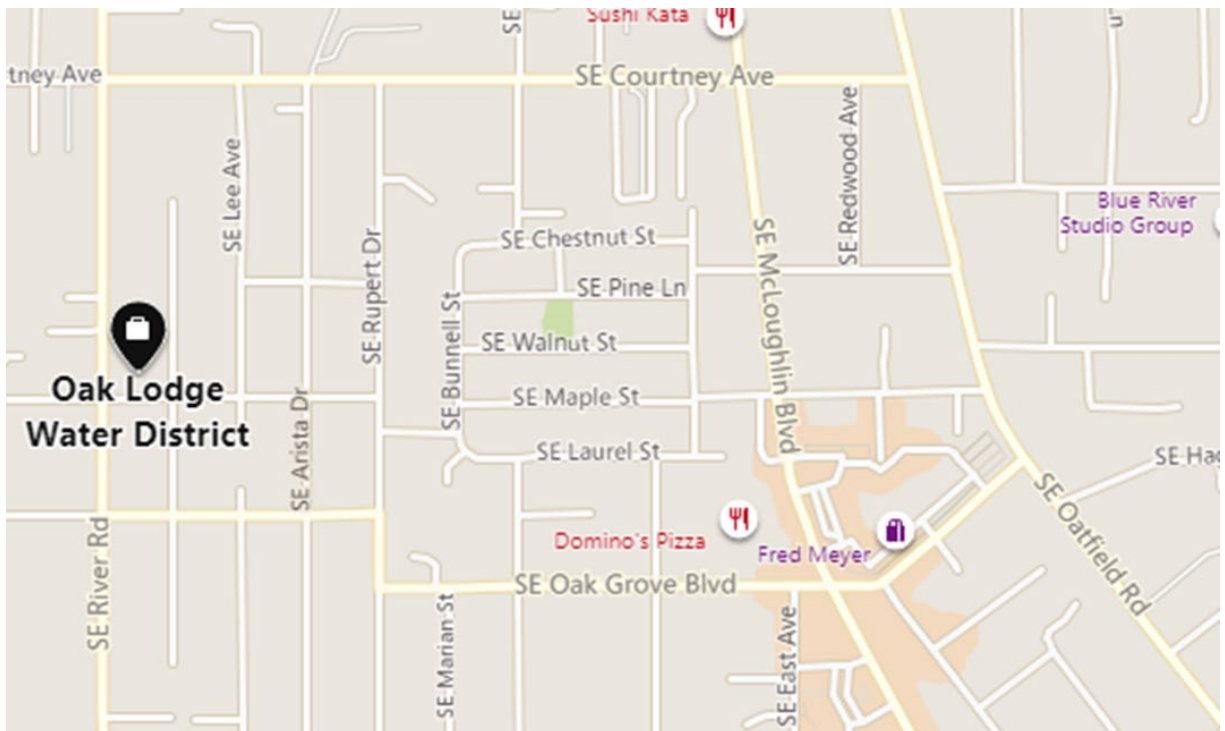 Sushi Kata
SE
tney Ave
SE Courtney Ave
SE Lee Ave
SE Redwood Ave
Blue River
Studio Group
SE Rupert Dr
SE Chestnut St
SE McLoughlin Blvd
SE Pine Ln
SE Bunnell St
SE Walnut St
Oak Lodge
Water District
SE Arista Dr
SE Maple St
SE Laurel St
SE Ha
SE Oatfield Rd
Domino's Pizza
Fred Meyer
SE River Rd
SE Oak Grove Blvd
SE Marian St
SE East Ave